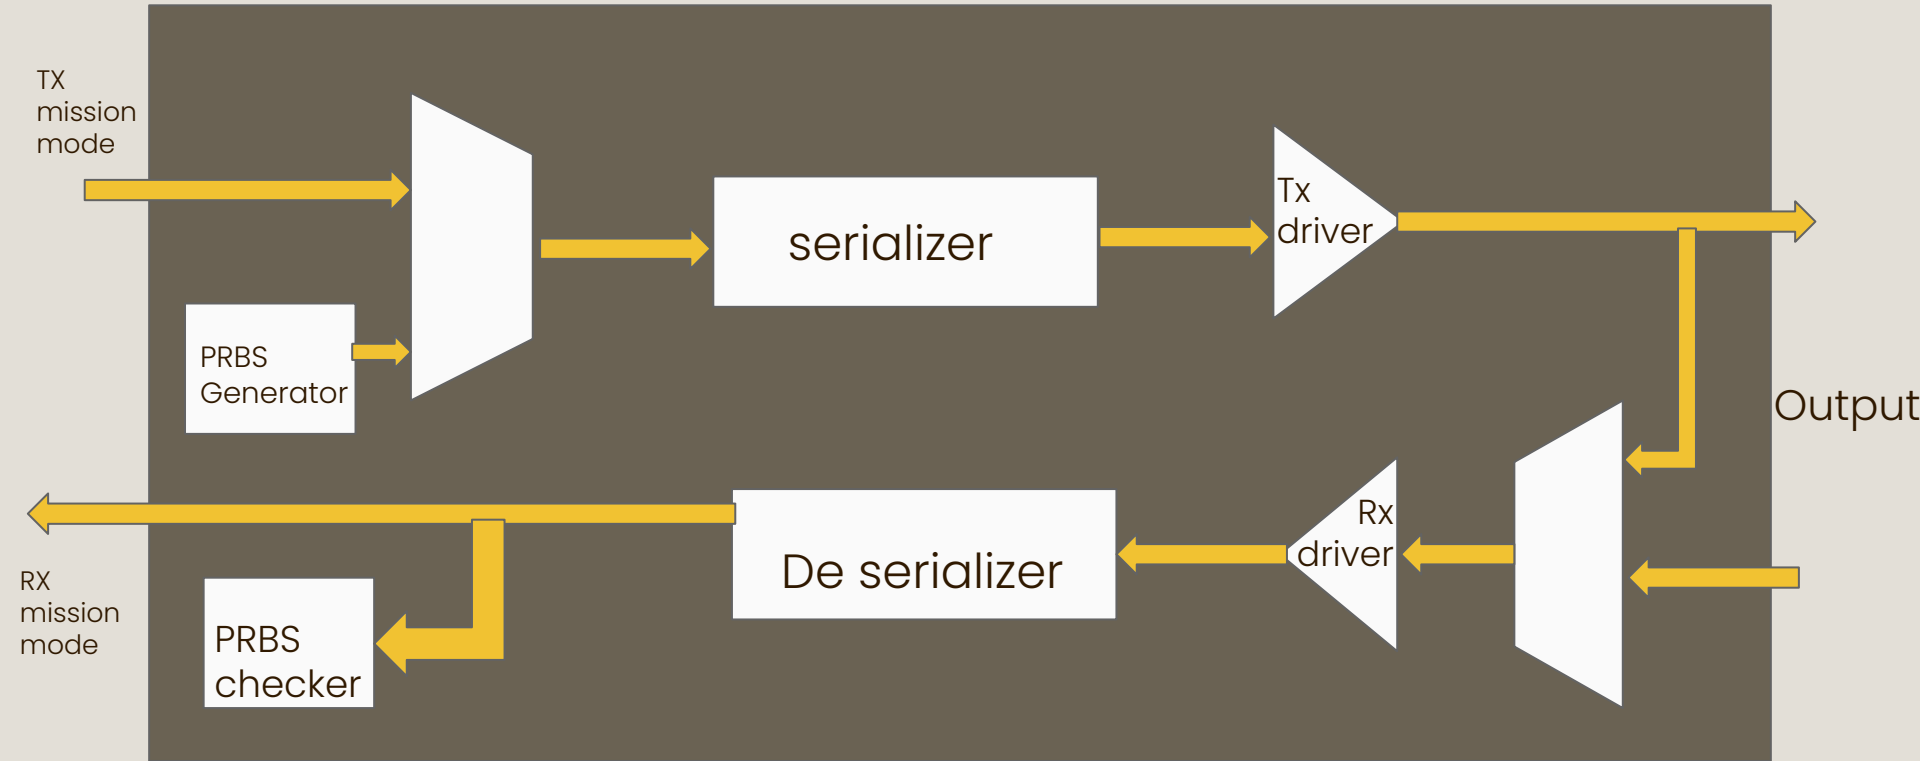 TX
mission
mode
Tx
driver
serializer
PRBS
Generator
Output
Rx
driver
De serializer
RX
mission
mode
PRBS
checker